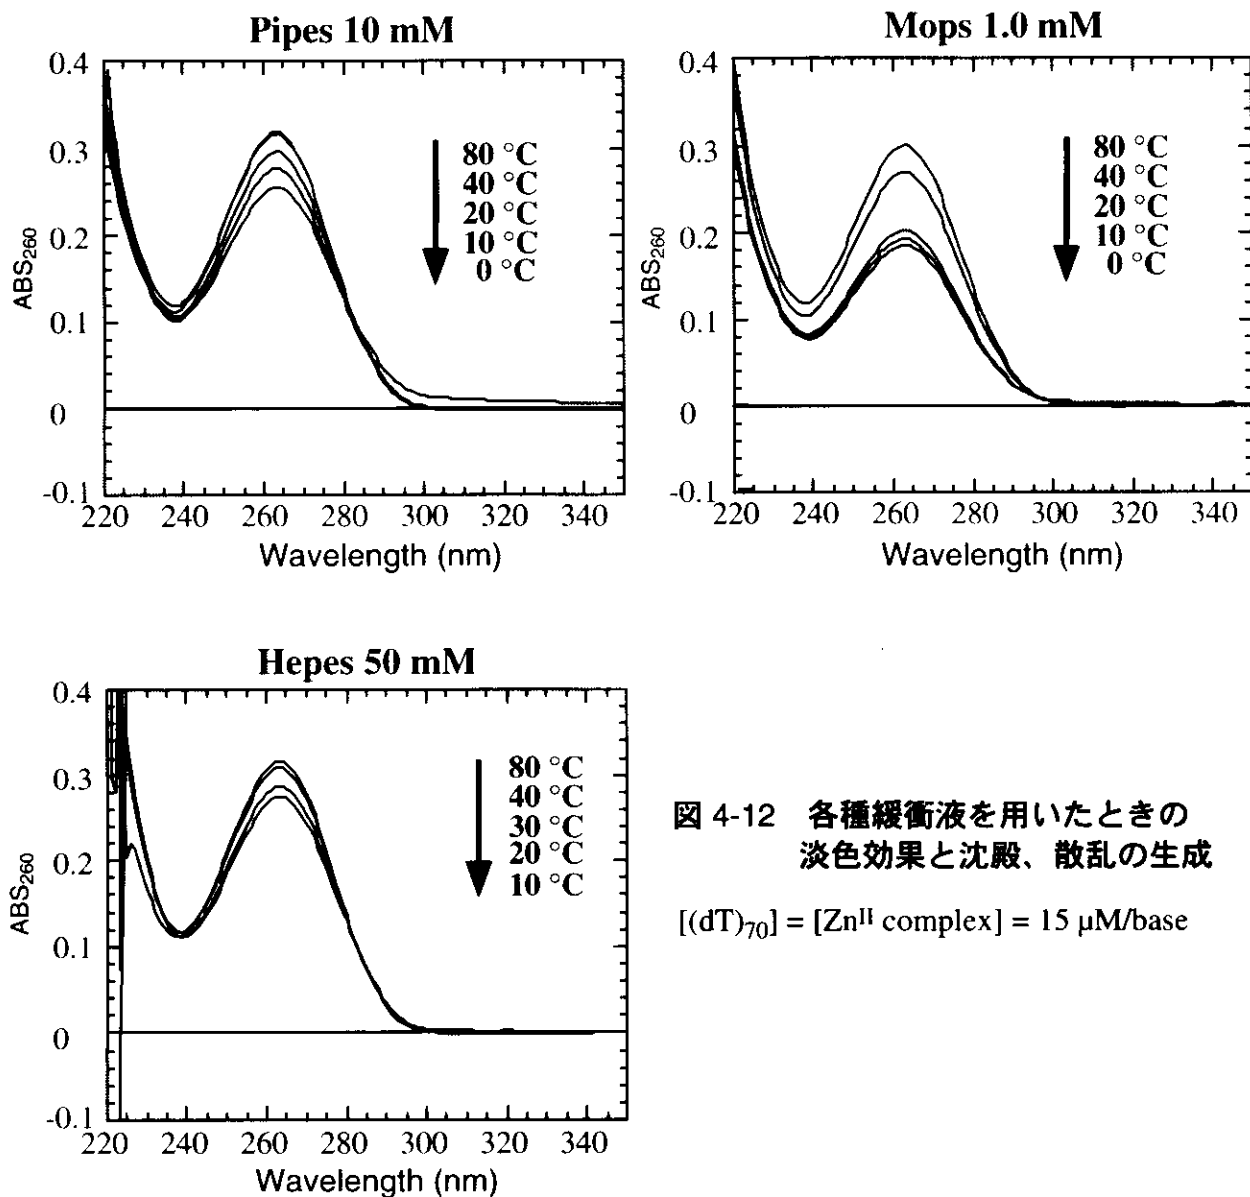 Pipes 10 mM
0.4
0.3
0.2
0.1
0
-0.1
ABS260
80 °C
40 °C
20 °C
10 °C
0 °C
220 240 260 280 300 320 340
Wavelength (nm)
Mops 1.0 mM
0.4
0.3
0.2
0.1
0
-0.1
ABS260
80 °C
40 °C
20 °C
10 °C
0 °C
220 240 260 280 300 320 340
Wavelength (nm)
Hepes 50 mM
0.4
0.3
0.2
0.1
0
-0.1
ABS260
80 °C
40 °C
30 °C
20 °C
10 °C
220 240 260 280 300 320 340
Wavelength (nm)
図 4-12 各種緩衝液を用いたときの
淡色効果と沈殿、散乱の生成
[(dT)70] = [ZnII complex] = 15 µM/base